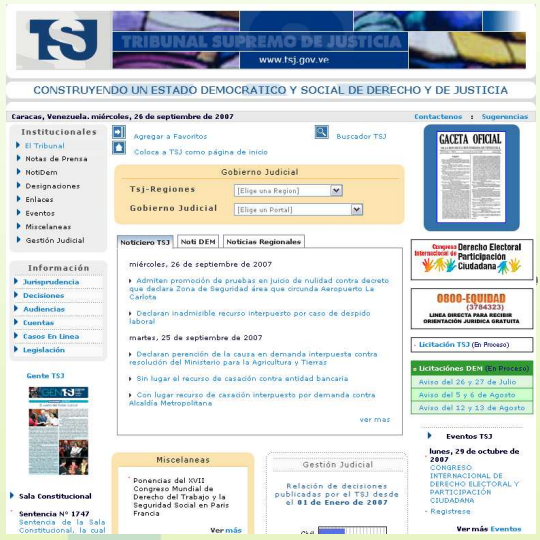 TSJ
TRIBUNAL SUPREMO DE JUSTICIA
www.tsj.gov.ve
CONSTRUYENDO UN ESTADO DEMOCRATICO Y SOCIAL DE DERECHO Y DE JUSTICIA
Caracas, Venezuela. miércoles, 26 de septiembre de 2007
Contactenos : Sugerencias
Institucionales
El Tribunal
Notas de Prensa
NotiDem
Designaciones
Enlaces
Eventos
Miscelaneas
Gestión Judicial
Información
Jurisprudencia
Decisiones
Audiencias
Cuentas
Casos En Linea
Legislación
Gente TSJ
Sala Constitucional
Sentencia Nº 1747
Sentencia de la Sala
Constitucional, la cual
Agregar a Favoritos
Buscador TSJ
Coloca a TSJ como página de inicio
Gobierno Judicial
Tsj-Regiones
[Elige una Region]
Gobierno Judicial
[Elige un Portal]
Noticiero TSJ
Noti DEM
Noticias Regionales
miércoles, 26 de septiembre de 2007
Admiten promoción de pruebas en juicio de nulidad contra decreto
que declara Zona de Seguridad área que circunda Aeropuerto La
Carlota
Declaran inadmisible recurso interpuesto por caso de despido
laboral
martes, 25 de septiembre de 2007
Declaran perención de la causa en demanda interpuesta contra
resolución del Ministerio para la Agricultura y Tierras
Sin lugar el recurso de casación contra entidad bancaria
Con lugar recurso de casación interpuesto por demanda contra
Alcaldía Metropolitana
ver mas
Miscelaneas
Ponencias del XVII
Congreso Mundial de
Derecho del Trabajo y la
Seguridad Social en Paris
Francia
Ver más
Gestión Judicial
Relación de decisiones
publicadas por el TSJ desde
el 01 de Enero de 2007
Civil
GACETA OFICIAL
Congreso Internacional de
Derecho Electoral
Participación
Ciudadana
0800-EQUIDAD
(3784323)
LINEA DIRECTA PARA RECIBIR
ORIENTACIÓN JURIDICA GRATUITA
Licitación TSJ (En Proceso)
Licitaciónes DEM (En Proceso)
Aviso del 26 y 27 de Julio
Aviso del 5 y 6 de Agosto
Aviso del 12 y 13 de Agosto
Eventos TSJ
lunes, 29 de octubre de
2007
CONGRESO
INTERNACIONAL DE
DERECHO ELECTORAL Y
PARTICIPACIÓN
CIUDADANA
Registrese
Ver más Eventos